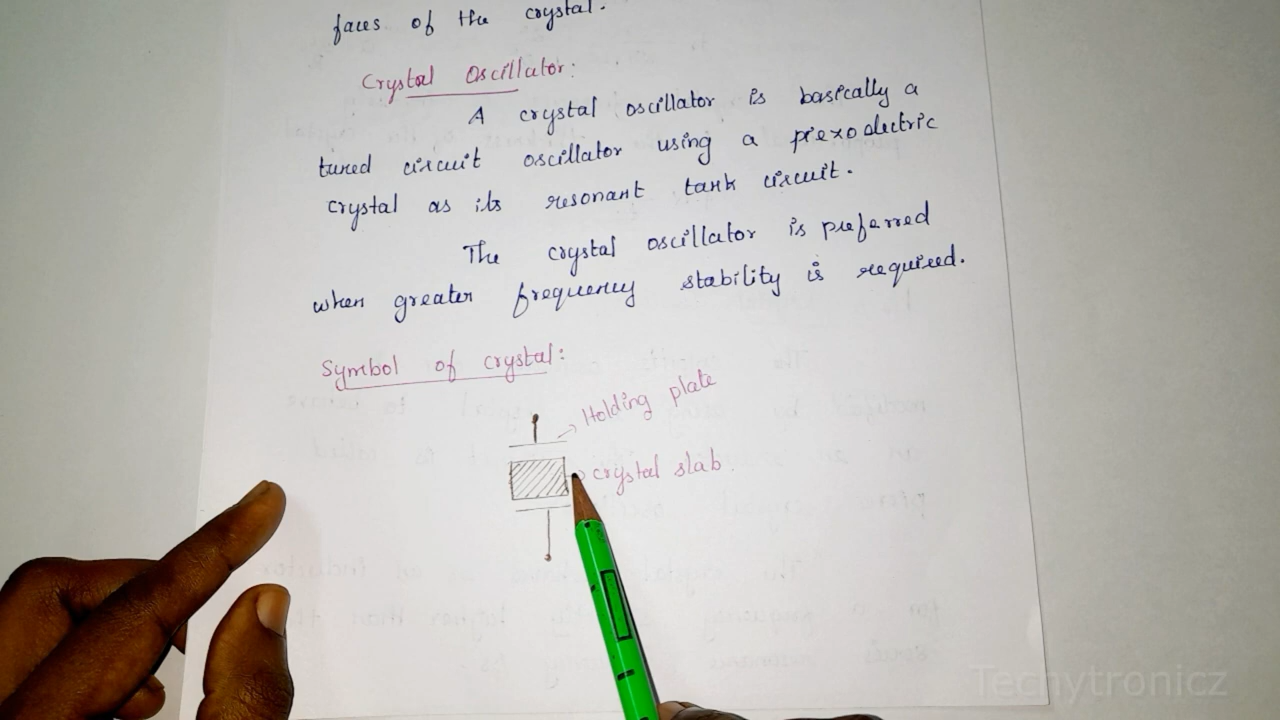 faces of the crystal.
Crystal Oscillator:
A crystal oscillator is basically a
tuned circuit oscillator using a piexoelectric
crystal as its resonant tank circuit.
The crystal oscillator is preferred
when greater frequency stability is required.
Symbol of crystal:
Holding plate
crystal slab
Techytronicz